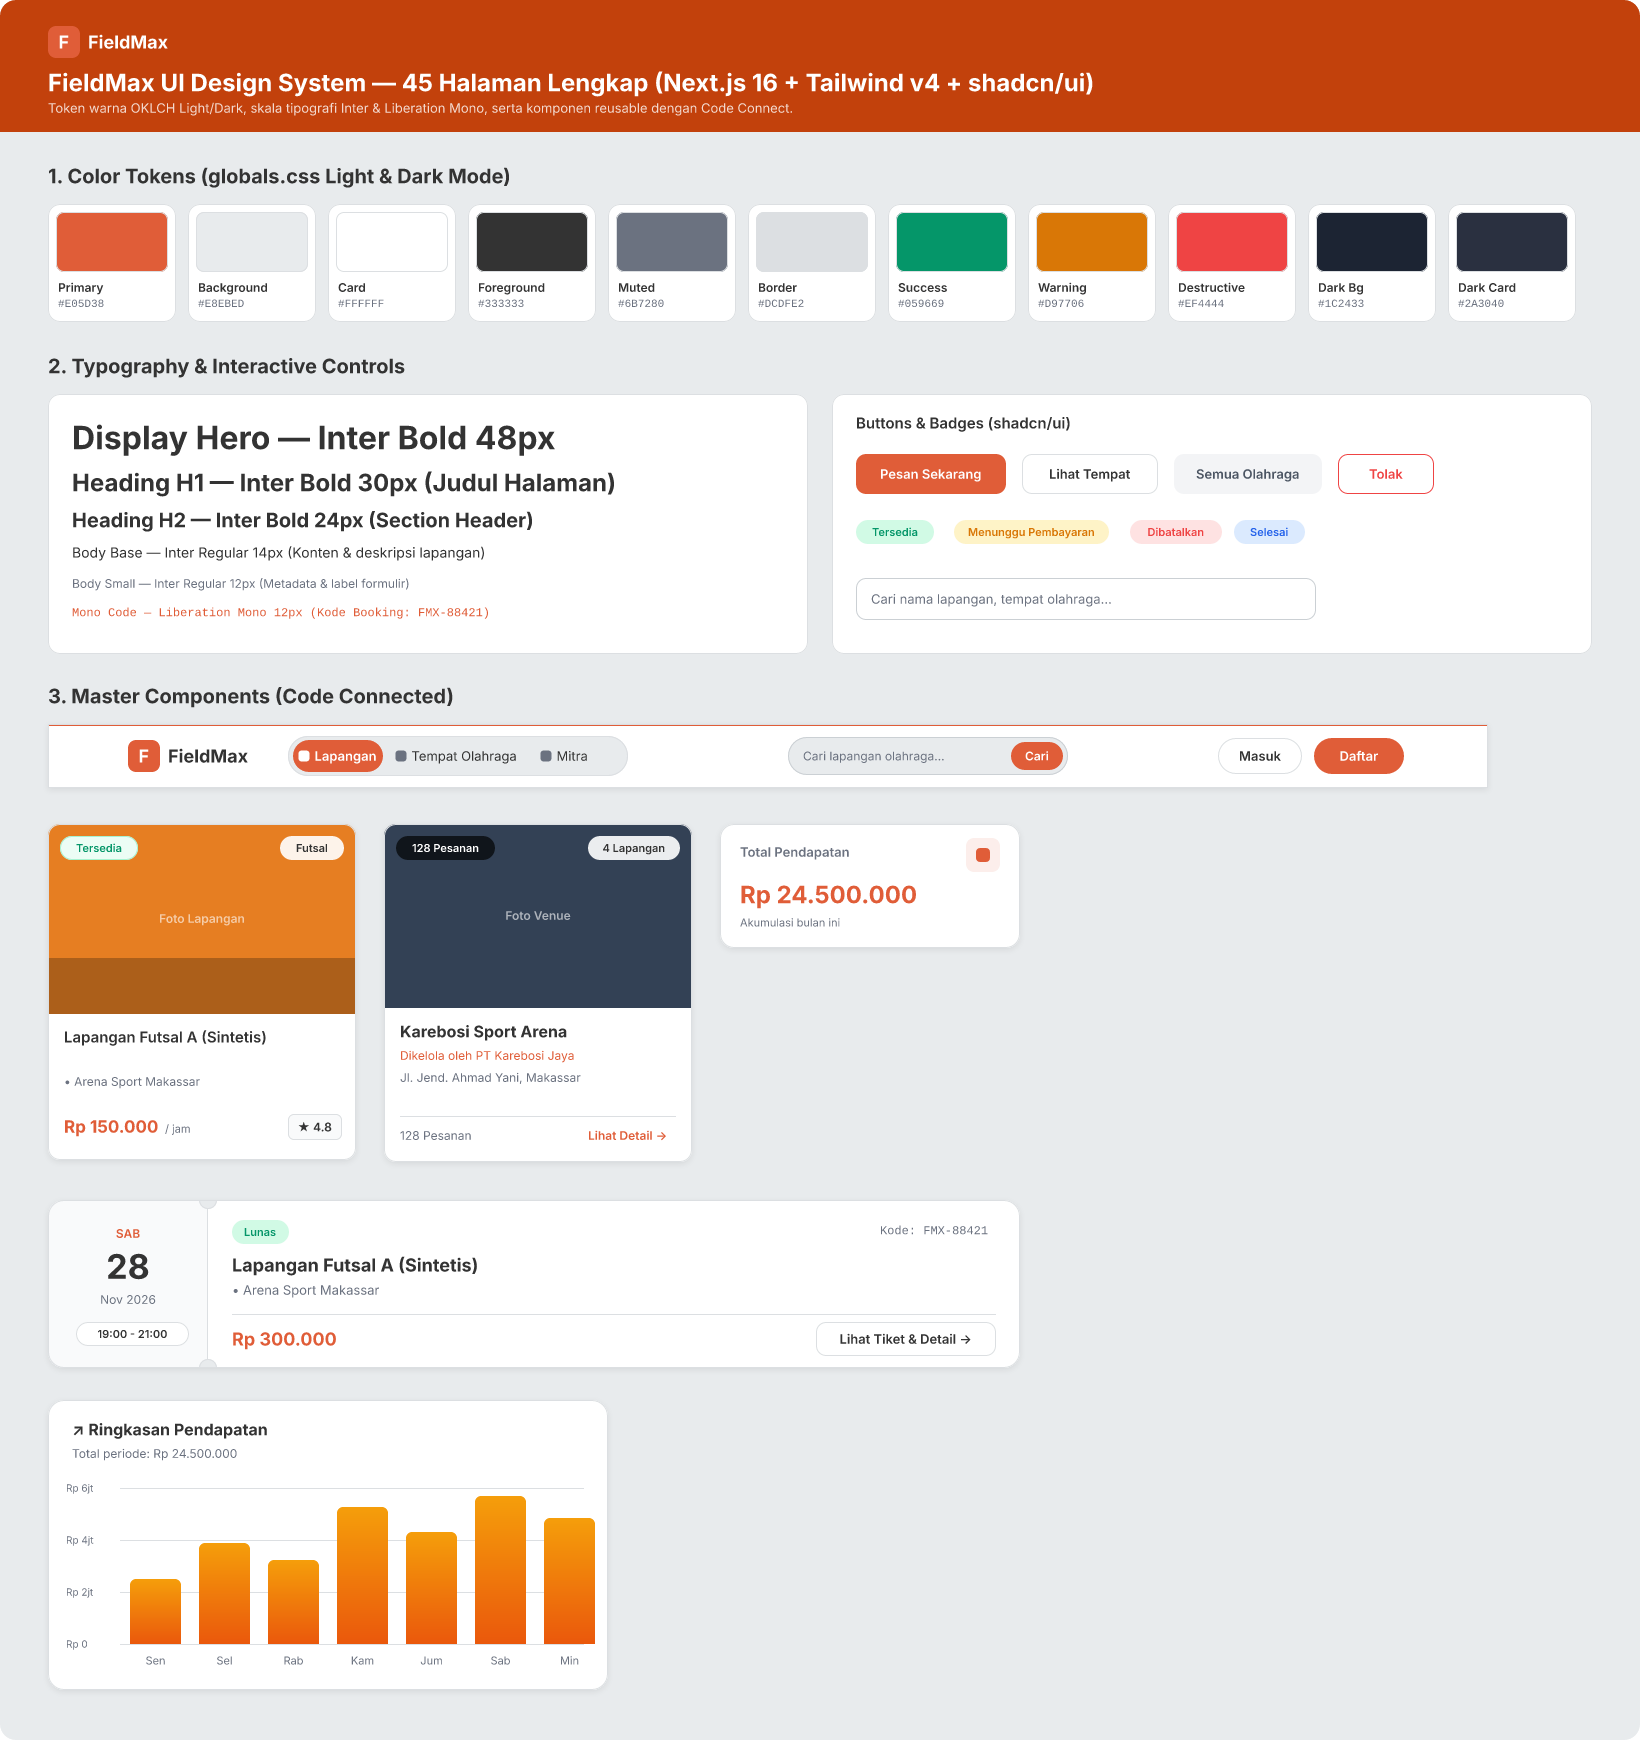 F FieldMax
FieldMax UI Design System — 45 Halaman Lengkap (Next.js 16 + Tailwind v4 + shadcn/ui)
Token warna OKLCH Light/Dark, skala tipografi Inter & Liberation Mono, serta komponen reusable dengan Code Connect.
1. Color Tokens (globals.css Light & Dark Mode)
Primary
#E05D38
Background
#E8EBED
Card
#FFFFFF
Foreground
#333333
Muted
#6B7280
Border
#DCDFE2
Success
#059669
Warning
#D97706
Destructive
#EF4444
Dark Bg
#1C2433
Dark Card
#2A3040
2. Typography & Interactive Controls
Display Hero — Inter Bold 48px
Heading H1 — Inter Bold 30px (Judul Halaman)
Heading H2 — Inter Bold 24px (Section Header)
Body Base — Inter Regular 14px (Konten & deskripsi lapangan)
Body Small — Inter Regular 12px (Metadata & label formulir)
Mono Code — Liberation Mono 12px (Kode Booking: FMX-88421)
Buttons & Badges (shadcn/ui)
Pesan Sekarang Lihat Tempat Semua Olahraga Tolak
Tersedia Menunggu Pembayaran Dibatalkan Selesai
Cari nama lapangan, tempat olahraga...
3. Master Components (Code Connected)
F FieldMax Lapangan Tempat Olahraga Mitra Cari lapangan olahraga... Cari Masuk Daftar
Tersedia Futsal
Foto Lapangan
Lapangan Futsal A (Sintetis)
• Arena Sport Makassar
Rp 150.000 / jam ★ 4.8
128 Pesanan 4 Lapangan
Foto Venue
Karebosi Sport Arena
Dikelola oleh PT Karebosi Jaya
Jl. Jend. Ahmad Yani, Makassar
128 Pesanan Lihat Detail →
Total Pendapatan
Rp 24.500.000
Akumulasi bulan ini
SAB
28
Nov 2026
19:00 - 21:00
Lunas Kode: FMX-88421
Lapangan Futsal A (Sintetis)
• Arena Sport Makassar
Rp 300.000 Lihat Tiket & Detail →
↗ Ringkasan Pendapatan
Total periode: Rp 24.500.000
Rp 6jt
Rp 4jt
Rp 2jt
Rp 0
Sen Sel Rab Kam Jum Sab Min